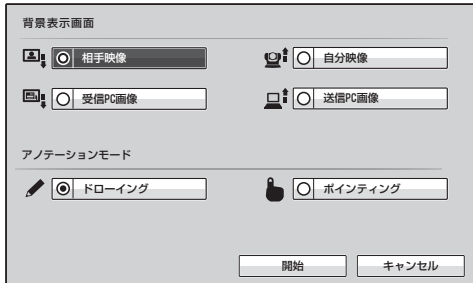 背景表示画面
相手映像
自分映像
受信PC画像
送信PC画像
アノテーションモード
ドローイング
ポインティング
開始
キャンセル